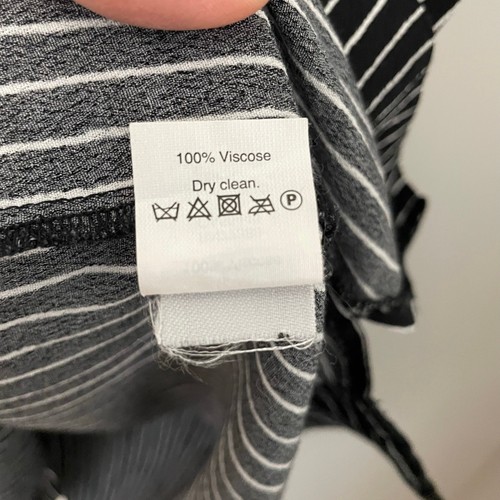 100% Viscose
Dry clean.
P